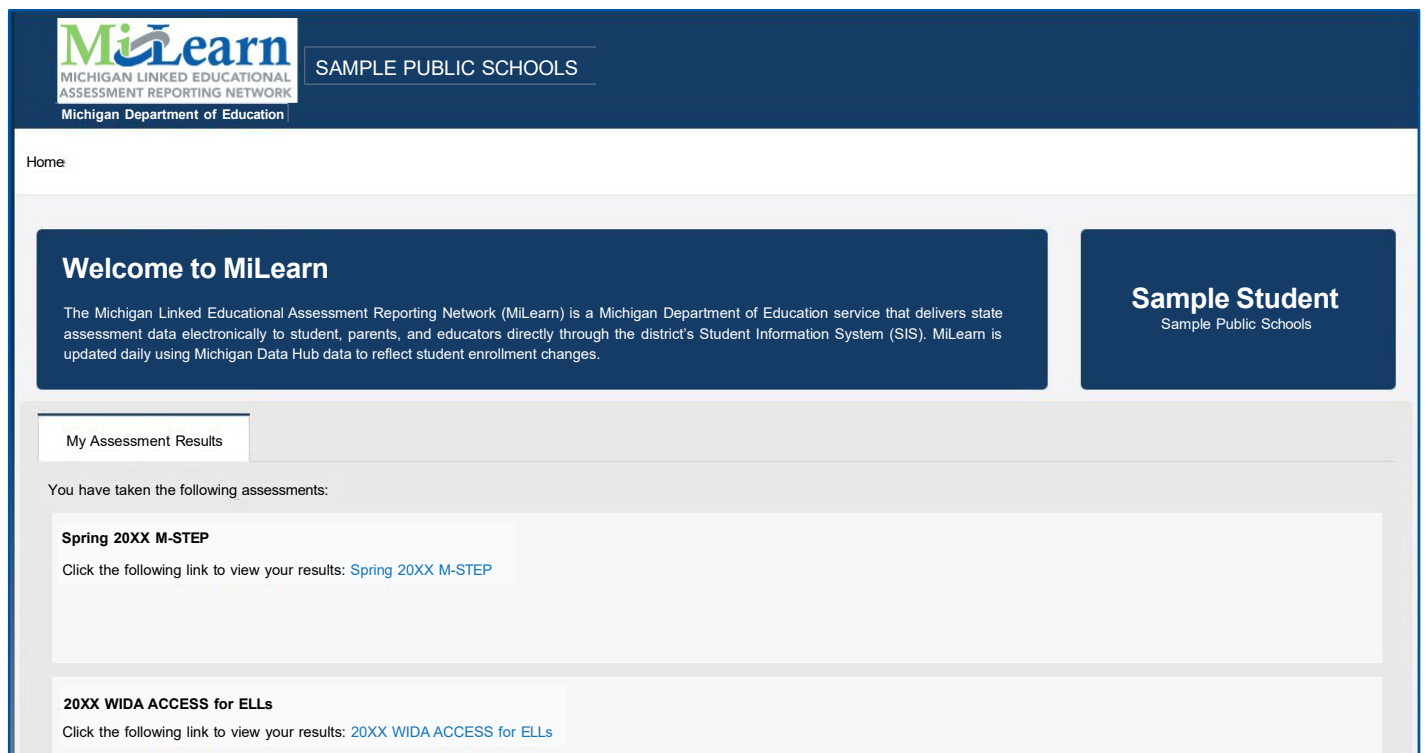 MiLearn
MICHIGAN LINKED EDUCATIONAL
ASSESSMENT REPORTING NETWORK
Michigan Department of Education
SAMPLE PUBLIC SCHOOLS
Home
Welcome to MiLearn
The Michigan Linked Educational Assessment Reporting Network (MiLearn) is a Michigan Department of Education service that delivers state
assessment data electronically to student, parents, and educators directly through the district's Student Information System (SIS). MiLearn is
updated daily using Michigan Data Hub data to reflect student enrollment changes.
Sample Student
Sample Public Schools
My Assessment Results
You have taken the following assessments:
Spring 20XX M-STEP
Click the following link to view your results: Spring 20XX M-STEP
20XX WIDA ACCESS for ELLs
Click the following link to view your results: 20XX WIDA ACCESS for ELLs